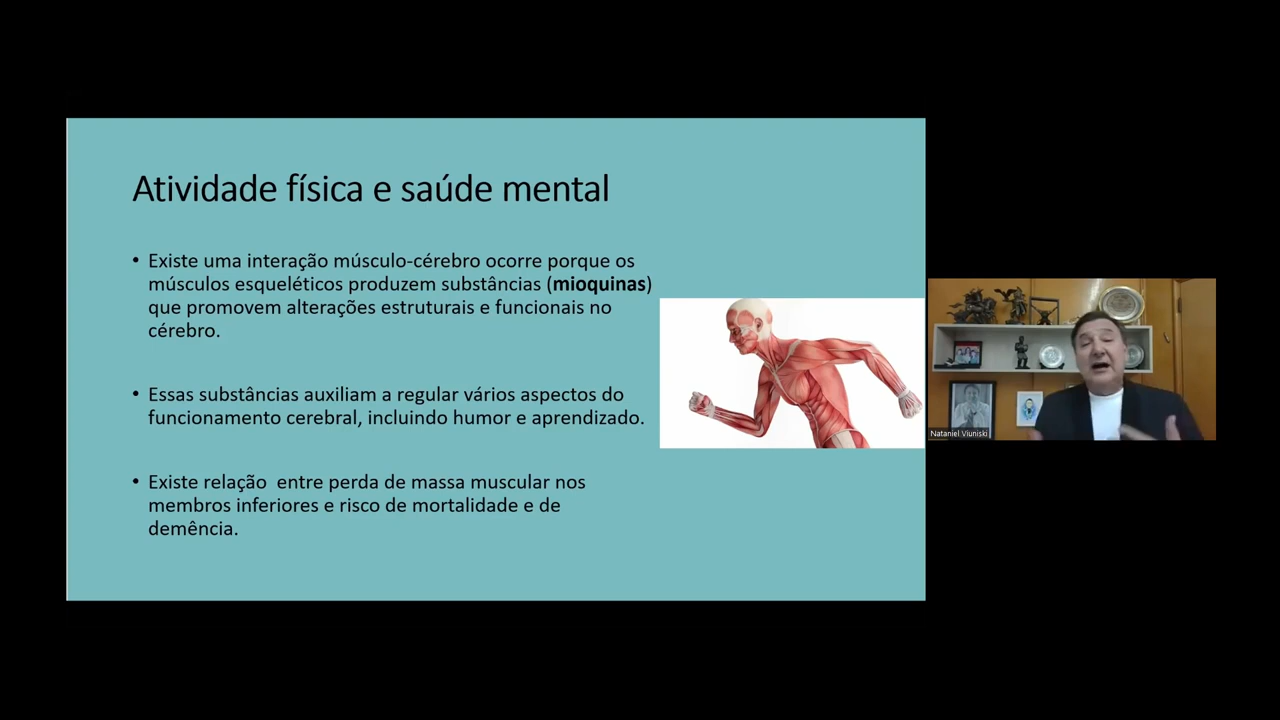 Atividade física e saúde mental
• Existe uma interação músculo-cérebro ocorre porque os
músculos esqueléticos produzem substâncias (mioquinas)
que promovem alterações estruturais e funcionais no
cérebro.
• Essas substâncias auxiliam a regular vários aspectos do
funcionamento cerebral, incluindo humor e aprendizado.
• Existe relação  entre perda de massa muscular nos
membros inferiores e risco de mortalidade e de
demência.
Nataniel Viuniski